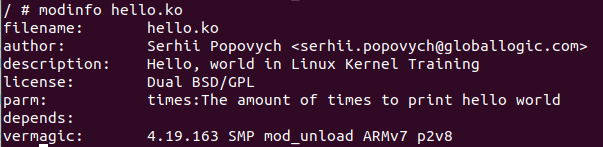 / # modinfo hello.ko
filename:       hello.ko
author:         Serhii Popovych <serhii.popovych@globallogic.com>
description:    Hello, world in Linux Kernel Training
license:        Dual BSD/GPL
parm:           times:The amount of times to print hello world
depends:
vermagic:       4.19.163 SMP mod_unload ARMv7 p2v8